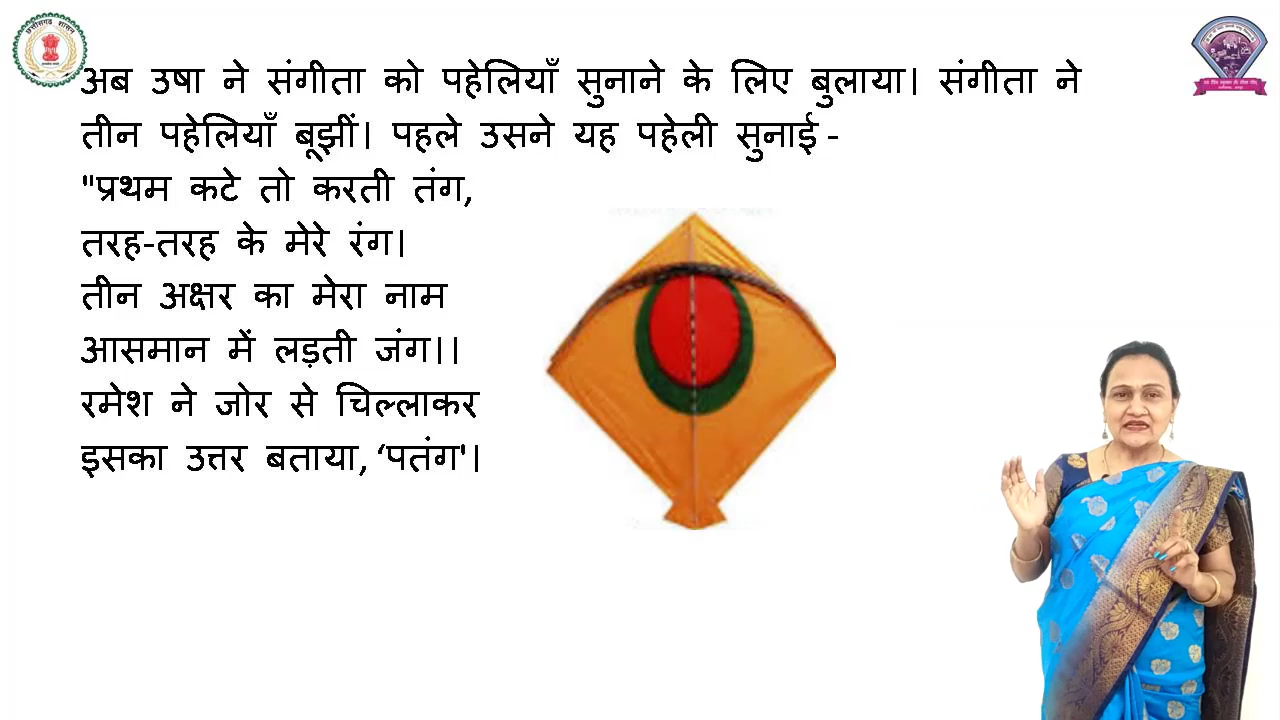 अब उषा ने संगीता को पहेलियाँ सुनाने के लिए बुलाया। संगीता ने
तीन पहेलियाँ बूझीं। पहले उसने यह पहेली सुनाई -
"प्रथम कटे तो करती तंग,
तरह-तरह के मेरे रंग।
तीन अक्षर का मेरा नाम
आसमान में लड़ती जंग।।
रमेश ने जोर से चिल्लाकर
इसका उत्तर बताया, ‘पतंग'।